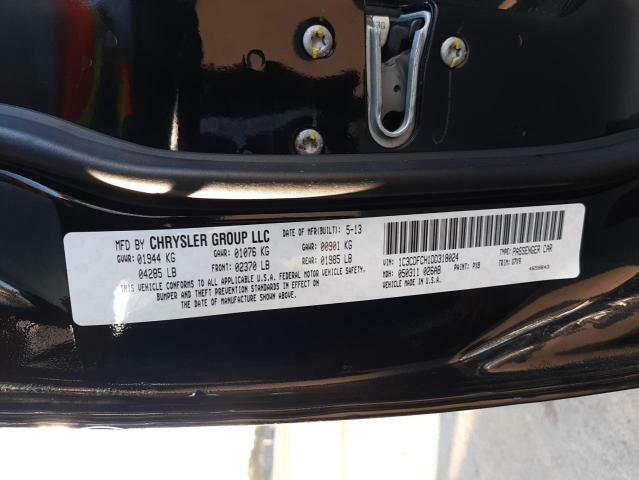 MFD BY CHRYSLER GROUP LLC DATE OF MFR(BUILT): 5-13
GVWR: 01944 KG GAWR: 01076 KG GAWR: 00901 KG
04285 LB FRONT: 02370 LB REAR: 01985 LB
THIS VEHICLE CONFORMS TO ALL APPLICABLE U.S.A. FEDERAL MOTOR VEHICLE SAFETY,
BUMPER AND THEFT PREVENTION STANDARDS IN EFFECT ON
THE DATE OF MANUFACTURE SHOWN ABOVE.
VIN: 1C3CDFCH1DD318024 TYPE: PASSENGER CAR
MDH: 050311 026AB PAINT: PX8 TRIM: G7X9
VEHICLE MADE IN U.S.A.